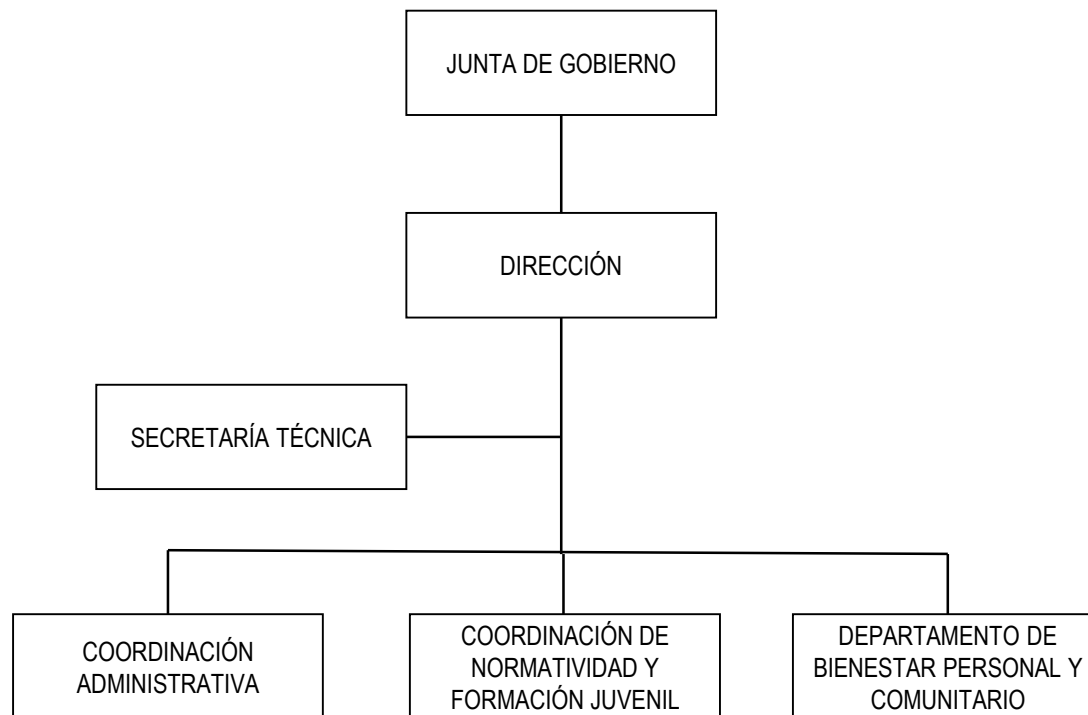 JUNTA DE GOBIERNO
DIRECCIÓN
SECRETARÍA TÉCNICA
COORDINACIÓN
ADMINISTRATIVA
COORDINACIÓN DE
NORMATIVIDAD Y
FORMACIÓN JUVENIL
DEPARTAMENTO DE
BIENESTAR PERSONAL Y
COMUNITARIO